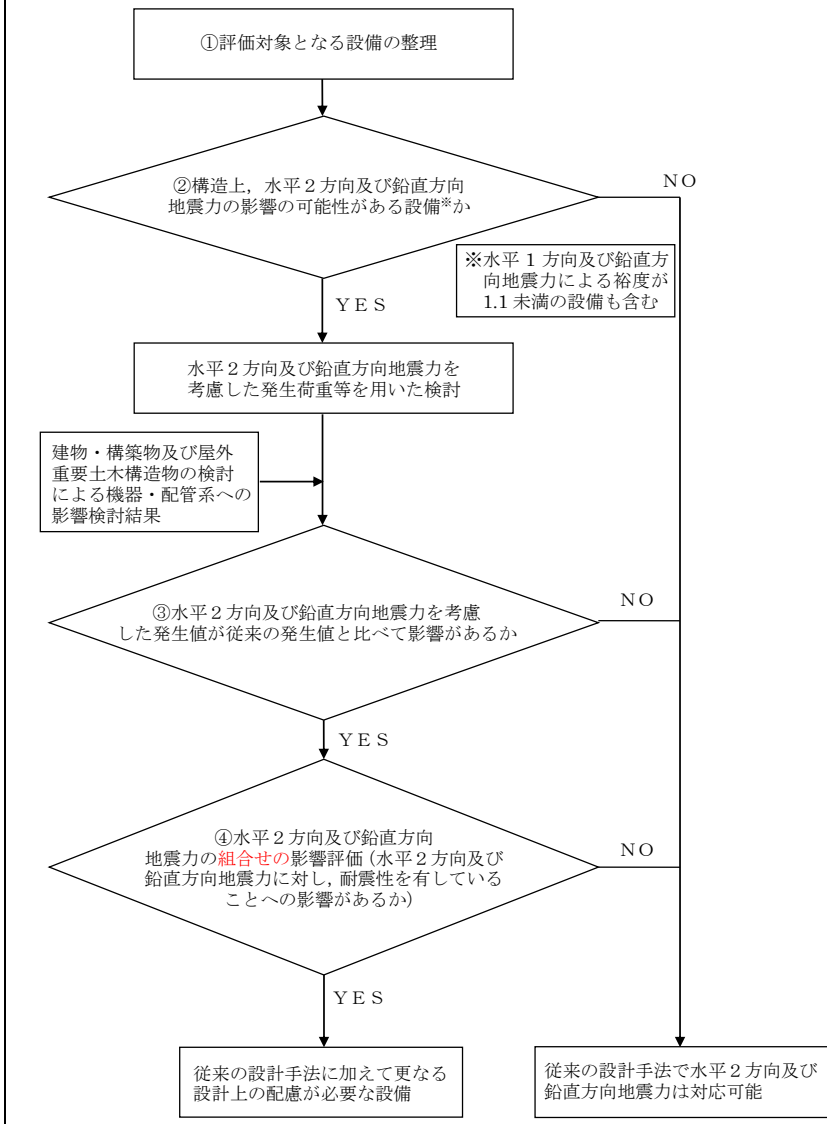 ①評価対象となる設備の整理
②構造上，水平２方向及び鉛直方向
地震力の影響の可能性がある設備※か
NO
※水平 1 方向及び鉛直方
向地震力による裕度が
1.1 未満の設備も含む
YES
水平２方向及び鉛直方向地震力を
考慮した発生荷重等を用いた検討
建物・構築物及び屋外
重要土木構造物の検討
による機器・配管系への
影響検討結果
③水平２方向及び鉛直方向地震力を考慮
した発生値が従来の発生値と比べて影響があるか
NO
YES
④水平２方向及び鉛直方向
地震力の組合せの影響評価（水平２方向及び
鉛直方向地震力に対し，耐震性を有している
ことへの影響があるか）
NO
YES
従来の設計手法に加えて更なる
設計上の配慮が必要な設備
従来の設計手法で水平２方向及び
鉛直方向地震力は対応可能